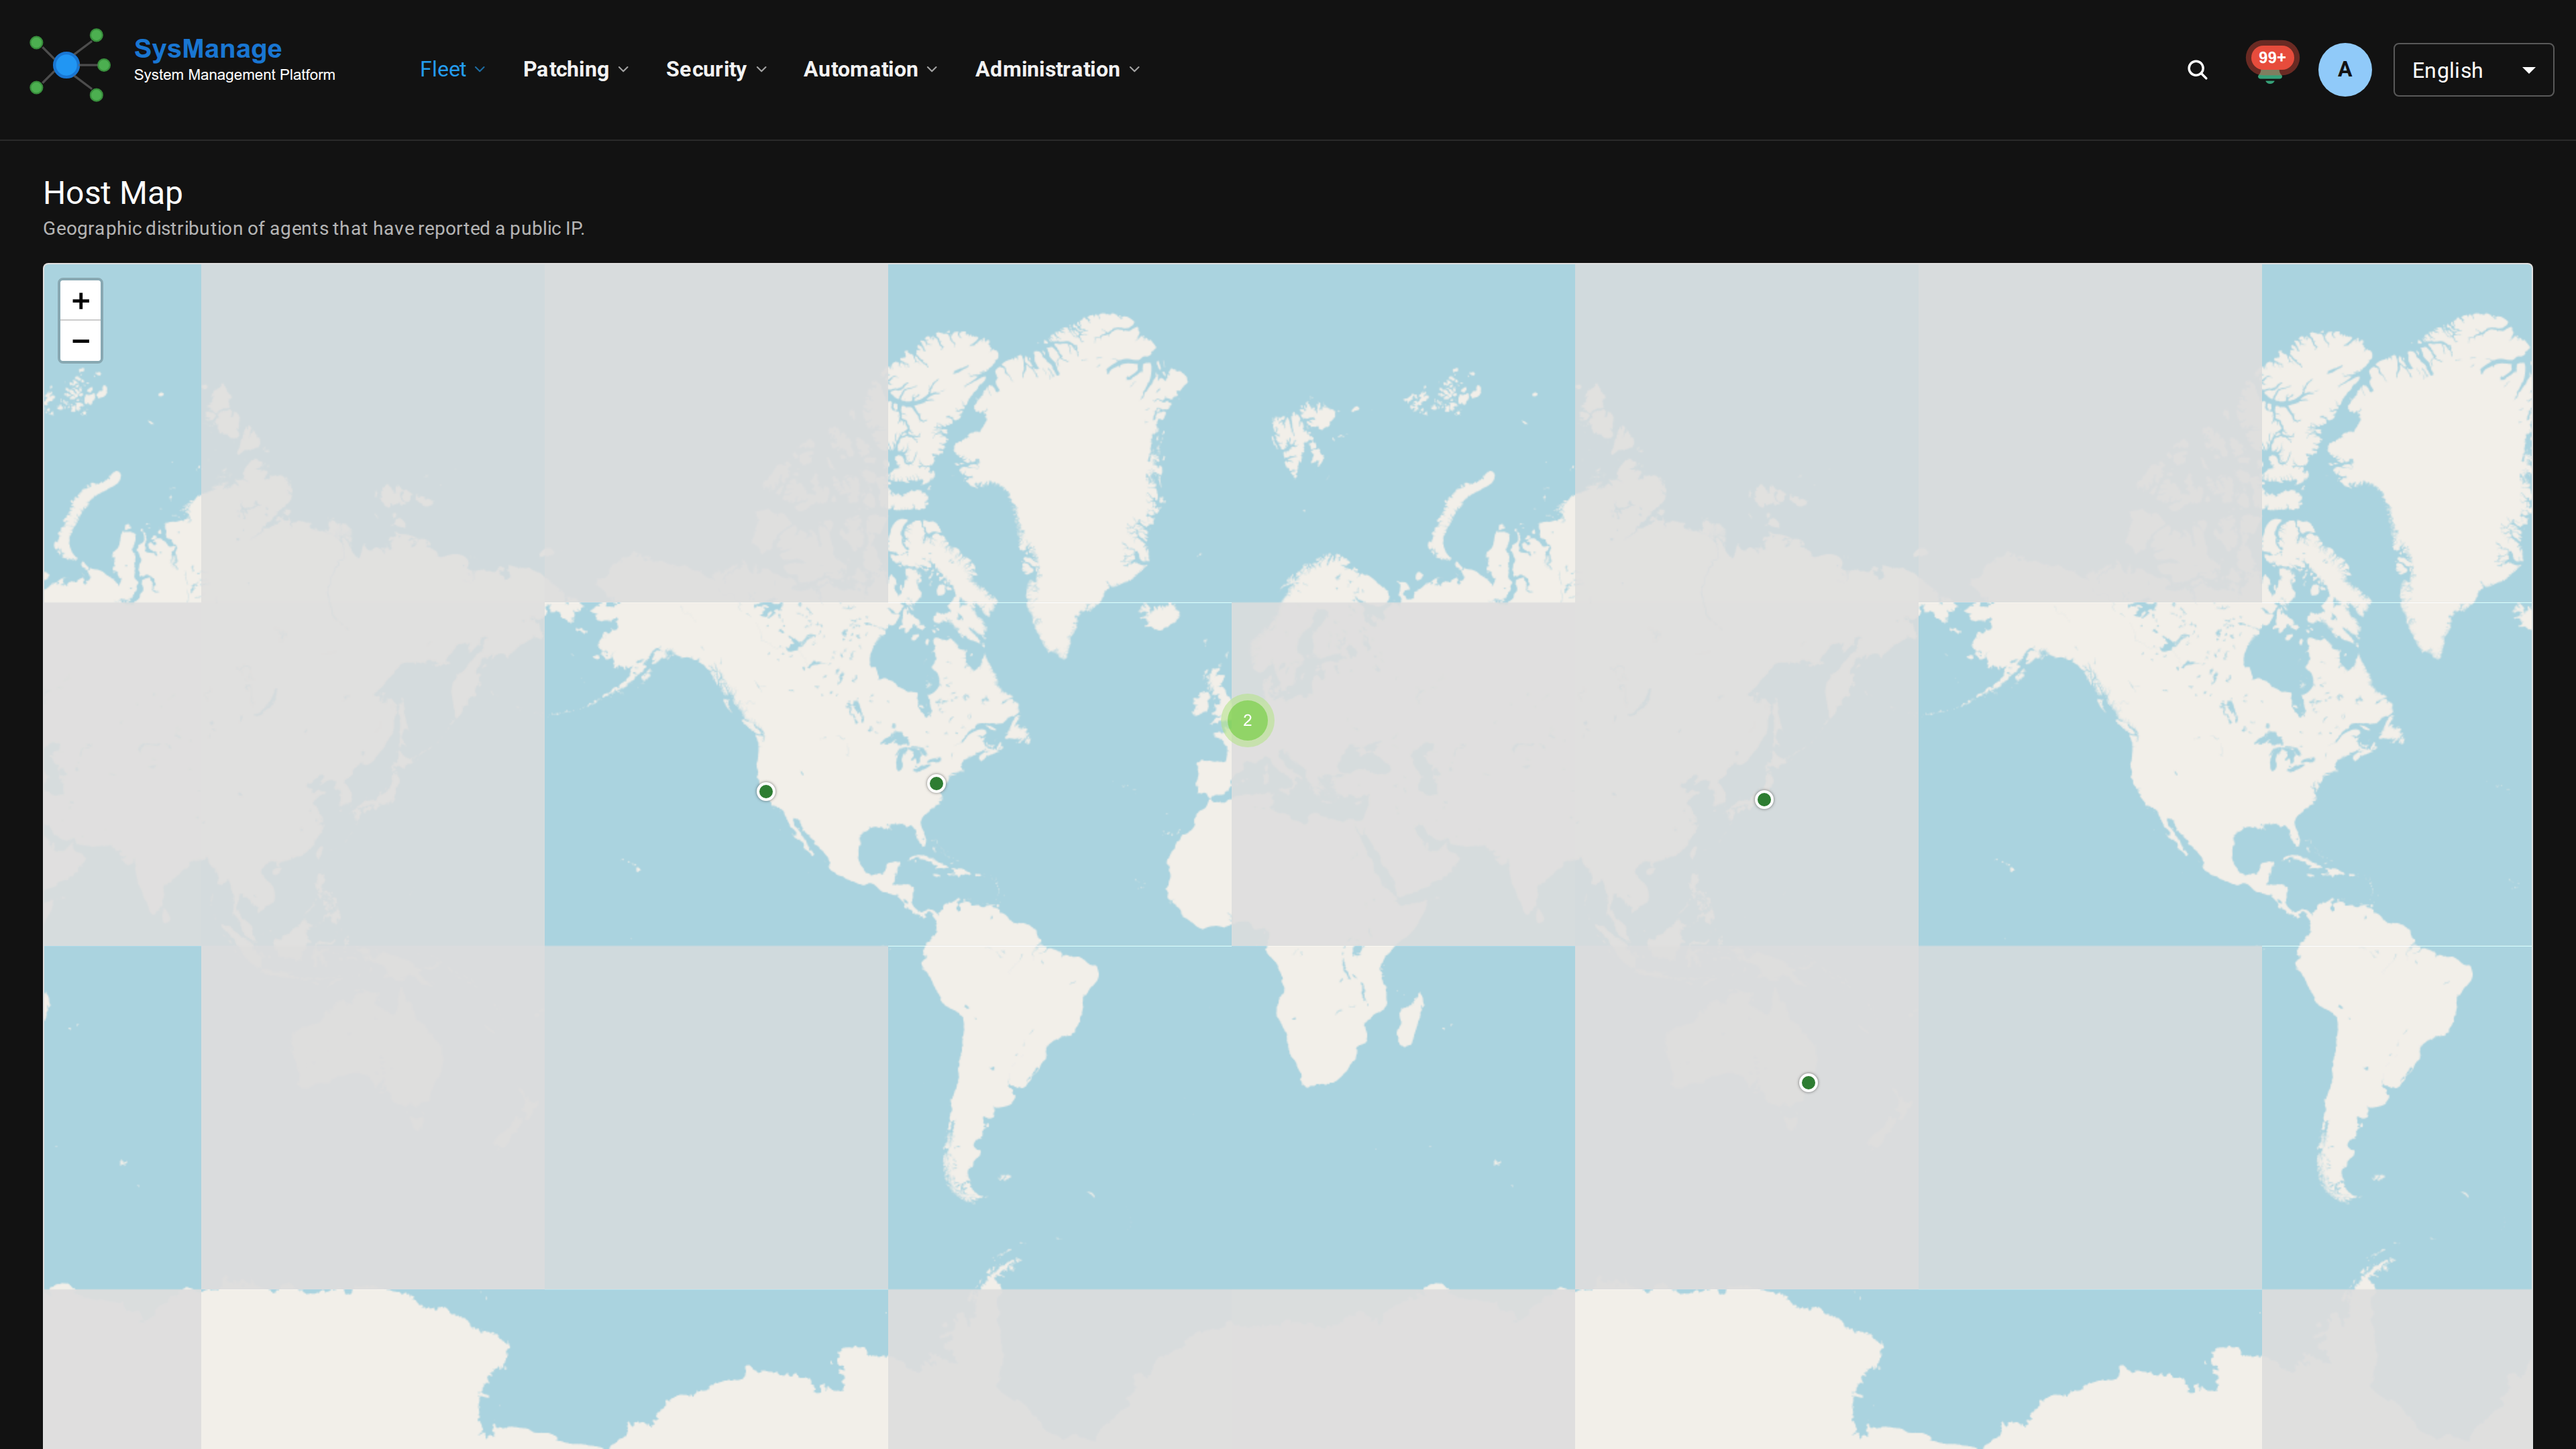 SysManage
System Management Platform
Fleet
Patching
Security
Automation
Administration
99+
A
English
Host Map
Geographic distribution of agents that have reported a public IP.
+
−
2